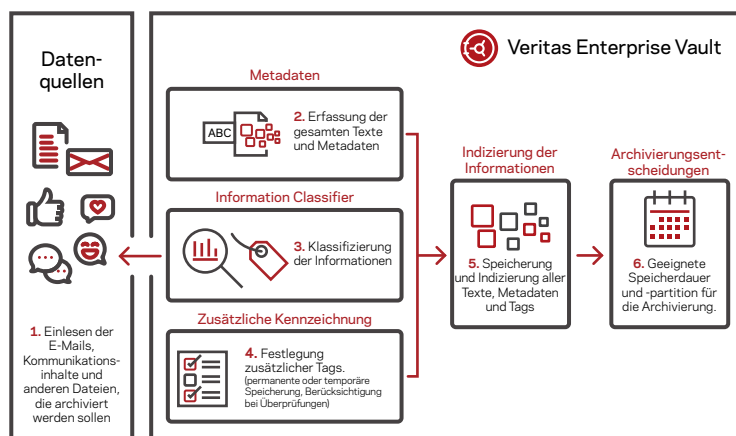 Daten-
quellen
1. Einlesen der
E-Mails,
Kommunikations-
inhalte und
anderen Dateien,
die archiviert
werden sollen
Veritas Enterprise Vault
Metadaten
ABC
2. Erfassung der
gesamten Texte
und Metadaten
Information Classifier
3. Klassifizierung
der Informationen
Zusätzliche Kennzeichnung
4. Festlegung
zusätzlicher Tags.
(permanente oder temporäre
Speicherung, Berücksichtigung
bei Überprüfungen)
Indizierung der
Informationen
5. Speicherung
und Indizierung aller
Texte, Metadaten
und Tags
Archivierungsent-
scheidungen
6. Geeignete
Speicherdauer
und -partition für
die Archivierung.